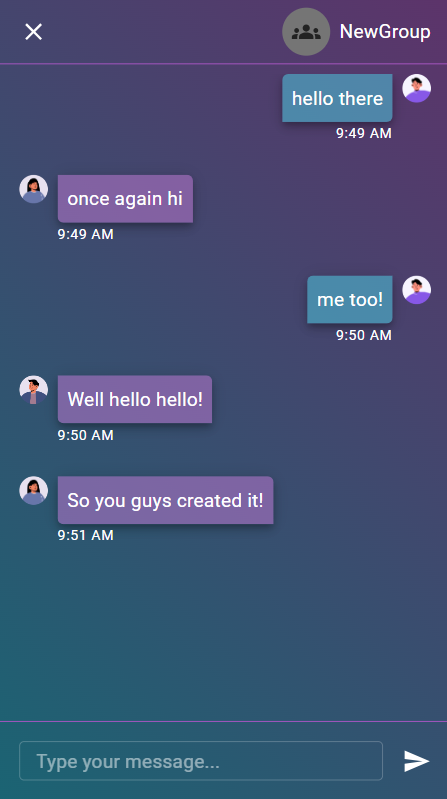 NewGroup
hello there
9:49 AM
once again hi
9:49 AM
me too!
9:50 AM
Well hello hello!
9:50 AM
So you guys created it!
9:51 AM
Type your message...